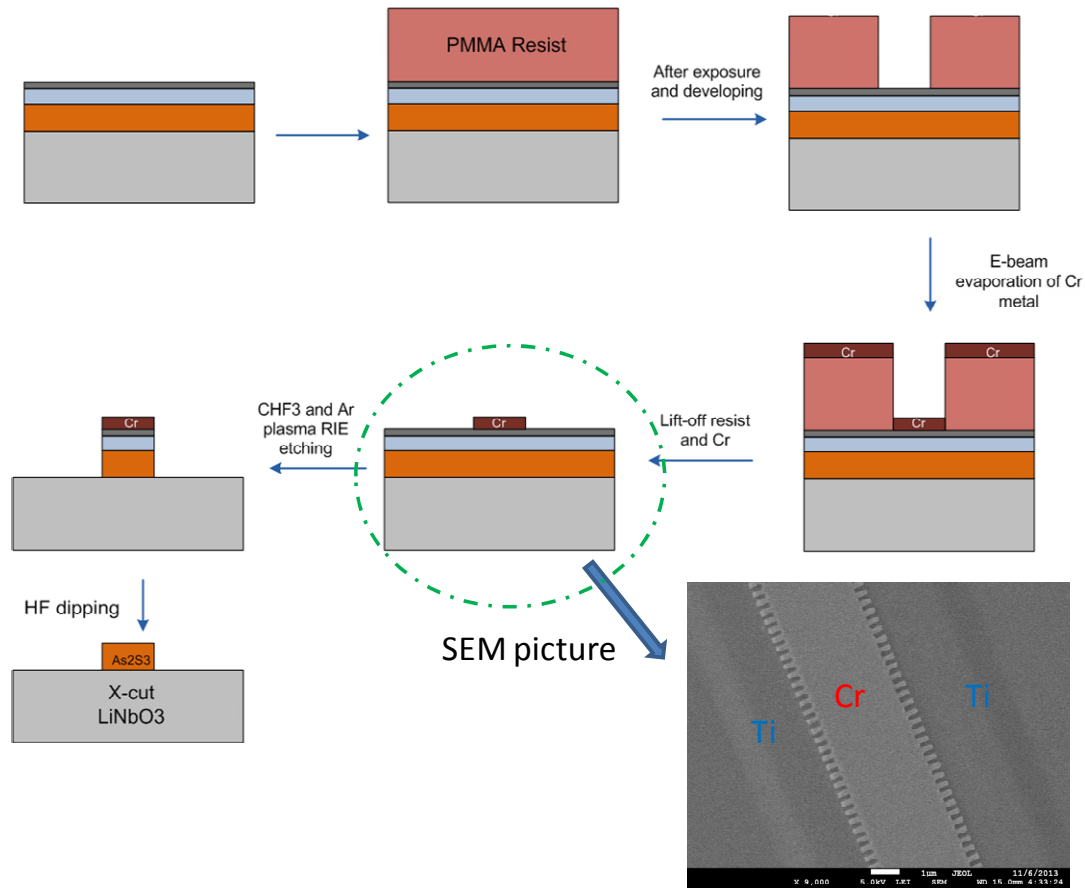 PMMA Resist
After exposure
and developing
E-beam
evaporation of Cr
metal
Cr
Cr
Cr
Lift-off resist
and Cr
Cr
CHF3 and Ar
plasma RIE
etching
Cr
HF dipping
As2S3
X-cut
LiNbO3
SEM picture
Ti
Cr
Ti
1µm JEOL 11/6/2013
X 9,000 5.0kV LEI SEM WD 15.0mm 4:33:24